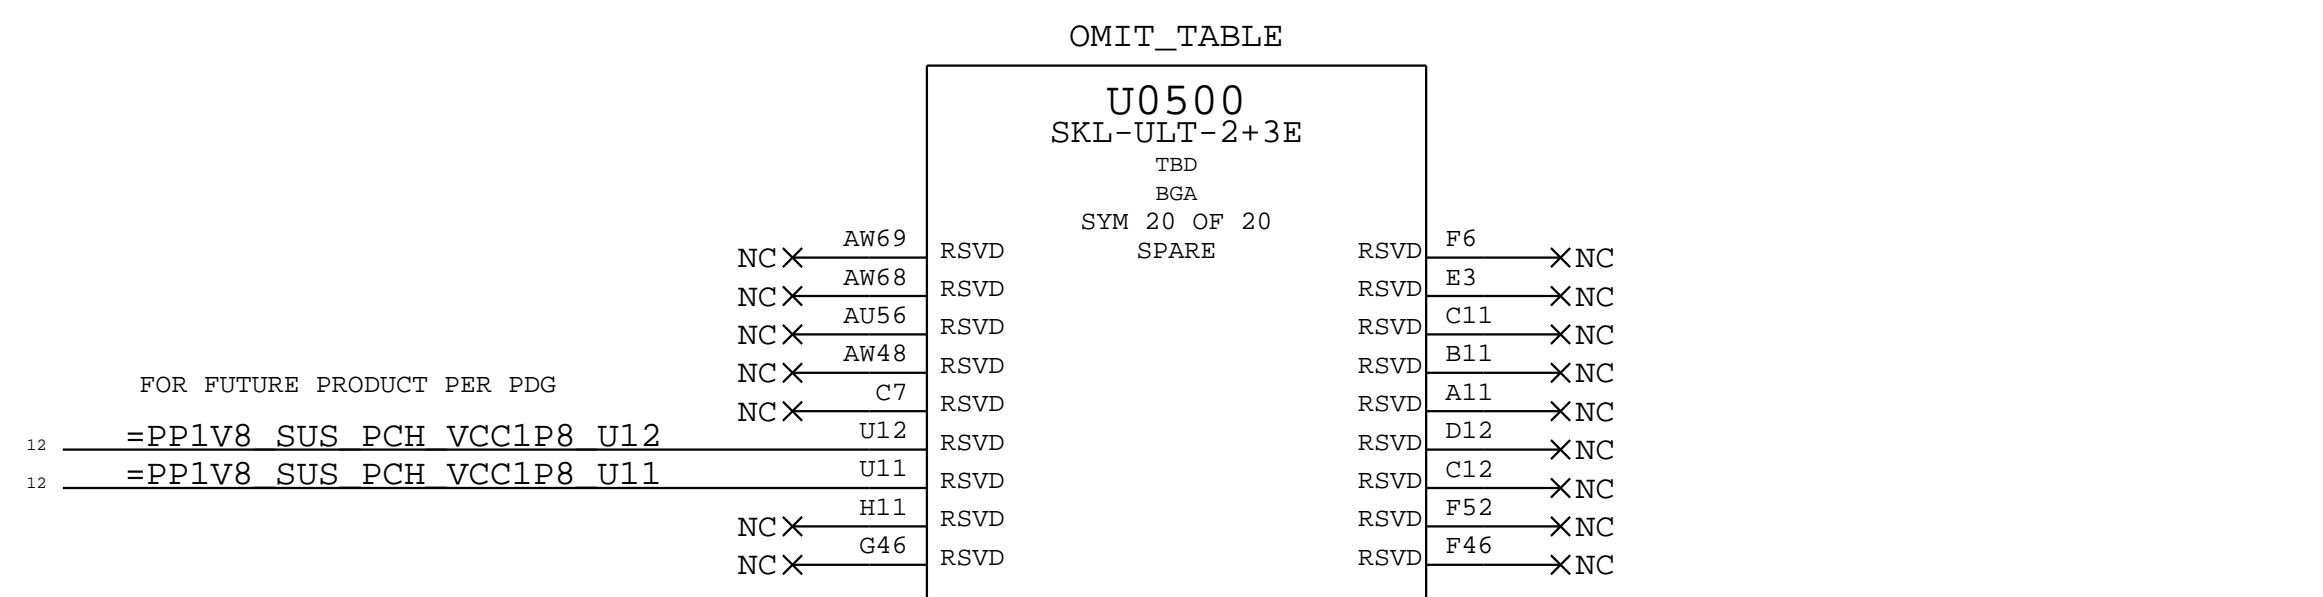 OMIT_TABLE
U0500
SKL-ULT-2+3E
TBD
BGA
SYM 20 OF 20
SPARE
NC AW69 RSVD RSVD F6 NC
NC AW68 RSVD RSVD E3 NC
NC AU56 RSVD RSVD C11 NC
NC AW48 RSVD RSVD B11 NC
FOR FUTURE PRODUCT PER PDG
NC C7 RSVD RSVD A11 NC
12 =PP1V8_SUS_PCH_VCC1P8_U12 U12 RSVD RSVD D12 NC
12 =PP1V8_SUS_PCH_VCC1P8_U11 U11 RSVD RSVD C12 NC
NC H11 RSVD RSVD F52 NC
NC G46 RSVD RSVD F46 NC